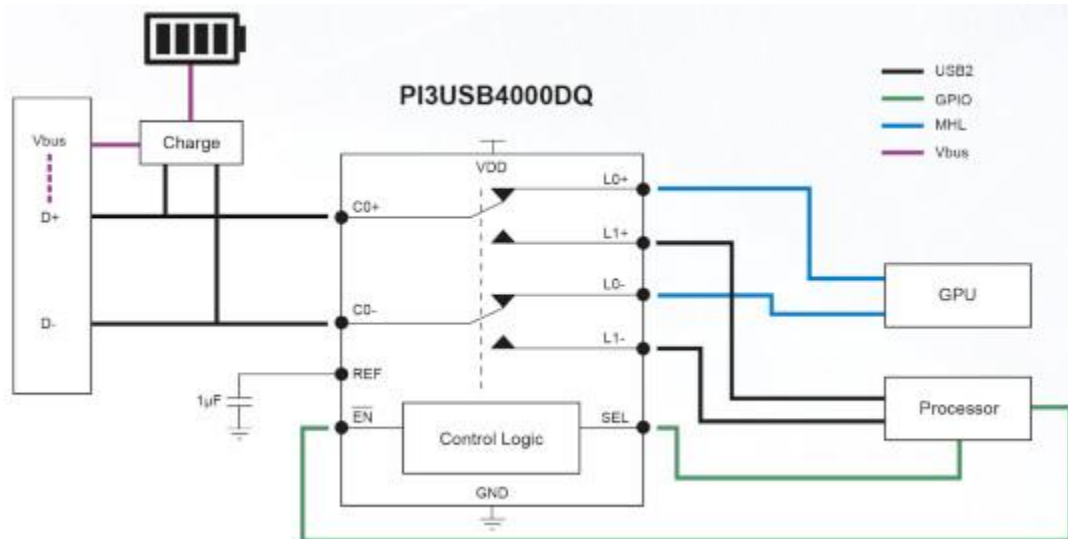 PI3USB4000DQ
USB2
GPIO
MHL
Vbus
Vbus
Charge
D+
D-
VDD
C0+
L0+
L1+
C0-
L0-
L1-
REF
1µF
EN
Control Logic
SEL
GND
GPU
Processor